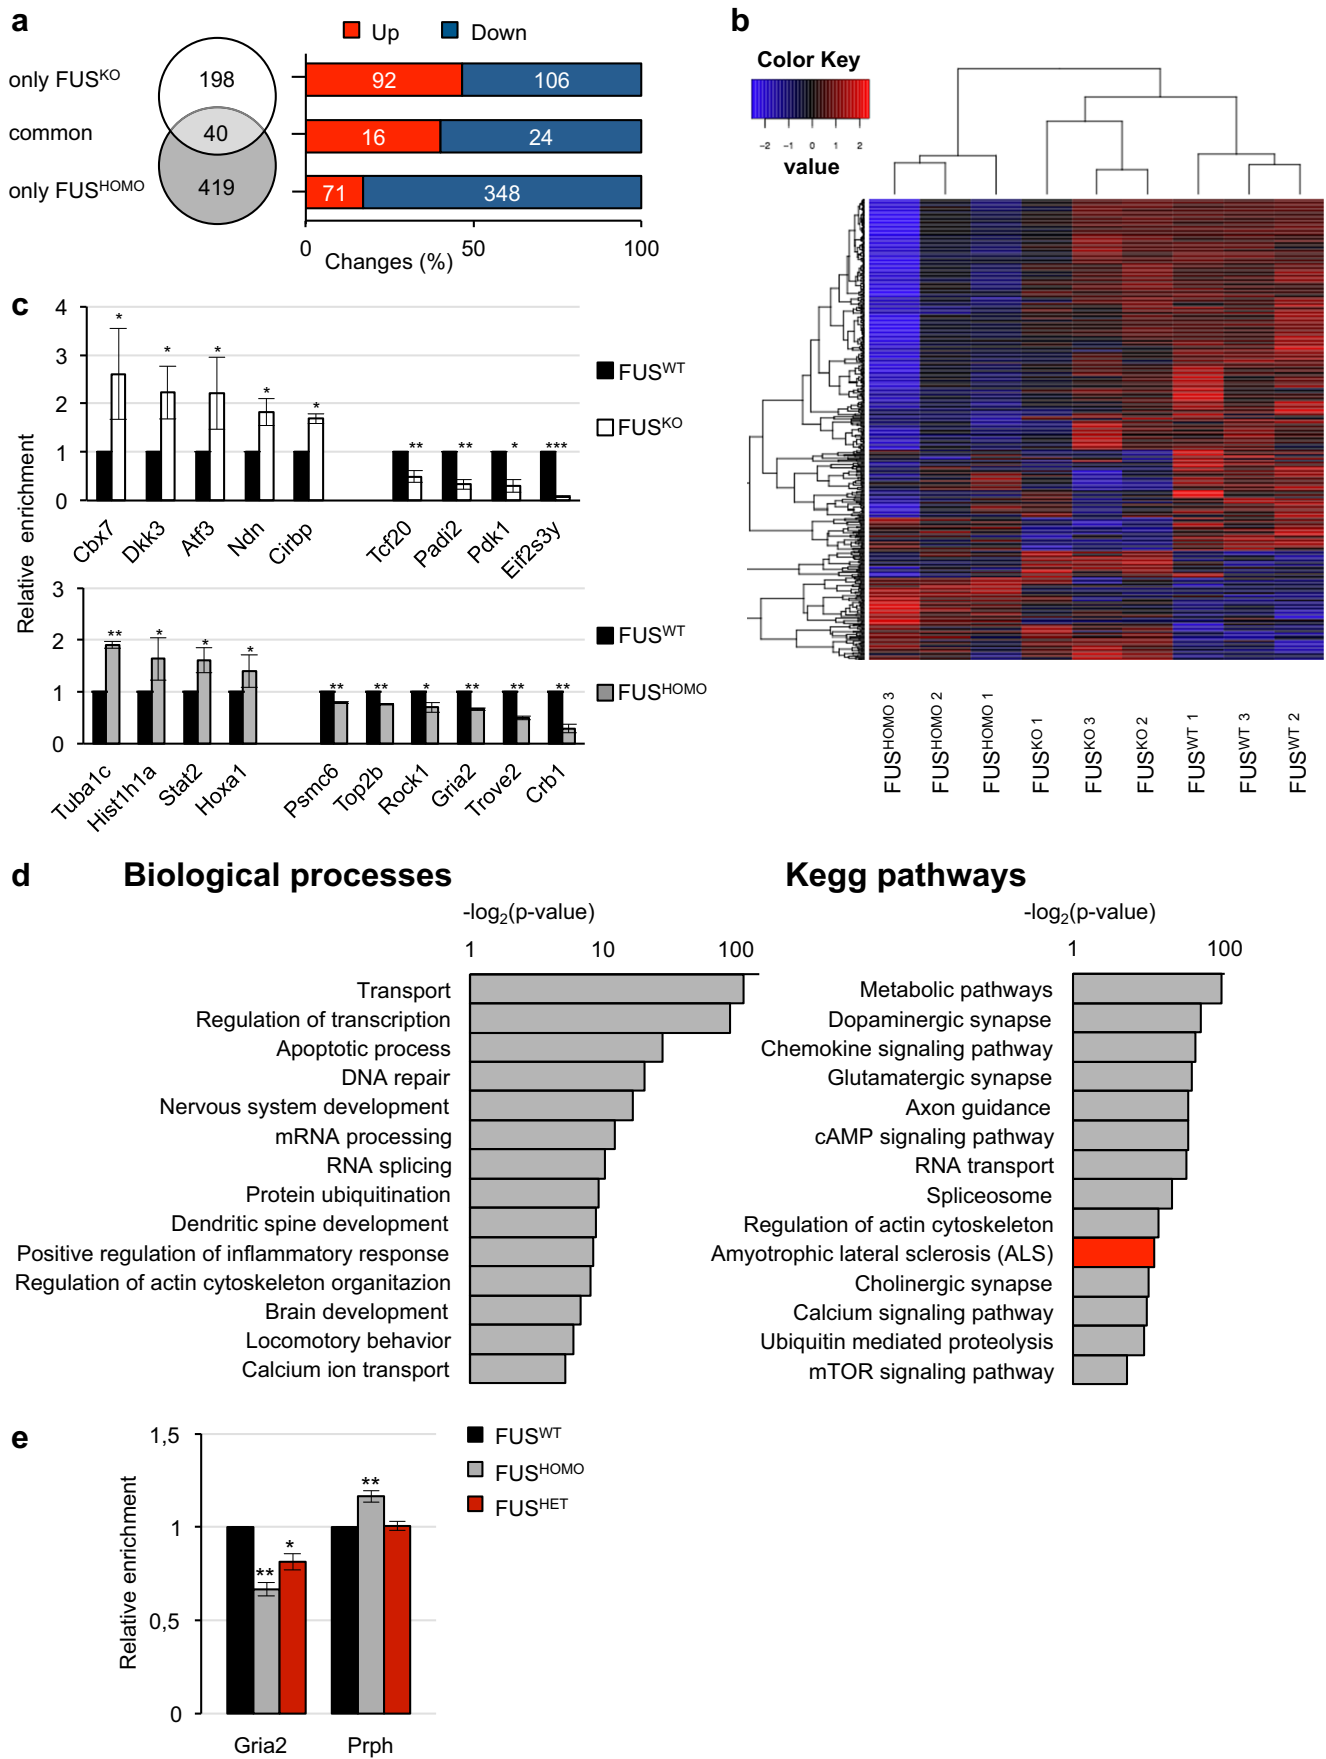 a
Up Down
only FUSKO 198 92 106
common 40 16 24
only FUSHOMO 419 71 348
0 50 100
Changes (%)
b
Color Key
-2 -1 0 1 2
value
FUSHOMO 3
FUSHOMO 2
FUSHOMO 1
FUSKO 1
FUSKO 3
FUSKO 2
FUSWT 1
FUSWT 3
FUSWT 2
c
Relative enrichment
4
3
2
1
0
* * * * * ** ** * ***
FUSWT
FUSKO
Cbx7 Dkk3 Atf3 Ndn Cirbp Tcf20 Padi2 Pdk1 Eif2s3y
3
2
1
0
** * * * ** ** * ** ** **
FUSWT
FUSHOMO
Tuba1c Hist1h1a Stat2 Hoxa1 Psmc6 Top2b Rock1 Gria2 Trove2 Crb1
d
Biological processes
-log2(p-value)
1 10 100
Transport
Regulation of transcription
Apoptotic process
DNA repair
Nervous system development
mRNA processing
RNA splicing
Protein ubiquitination
Dendritic spine development
Positive regulation of inflammatory response
Regulation of actin cytoskeleton organitazion
Brain development
Locomotory behavior
Calcium ion transport
Kegg pathways
-log2(p-value)
1 100
Metabolic pathways
Dopaminergic synapse
Chemokine signaling pathway
Glutamatergic synapse
Axon guidance
cAMP signaling pathway
RNA transport
Spliceosome
Regulation of actin cytoskeleton
Amyotrophic lateral sclerosis (ALS)
Cholinergic synapse
Calcium signaling pathway
Ubiquitin mediated proteolysis
mTOR signaling pathway
e
Relative enrichment
1,5
1
0,5
0
** * **
FUSWT
FUSHOMO
FUSHET
Gria2 Prph